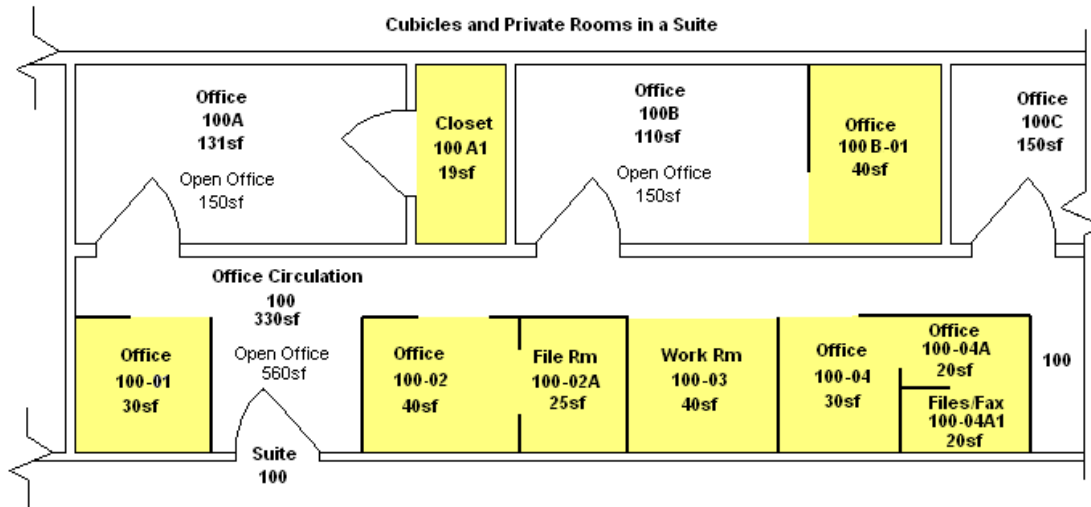 Cubicles and Private Rooms in a Suite
Office
100A
131sf
Open Office
150sf
Closet
100 A1
19sf
Office
100B
110sf
Open Office
150sf
Office
100 B-01
40sf
Office
100C
150sf
Office Circulation
100
330sf
Open Office
560sf
Office
100-01
30sf
Suite
100
Office
100-02
40sf
File Rm
100-02A
25sf
Work Rm
100-03
40sf
Office
100-04
30sf
Office
100-04A
20sf
Files/Fax
100-04A1
20sf
100